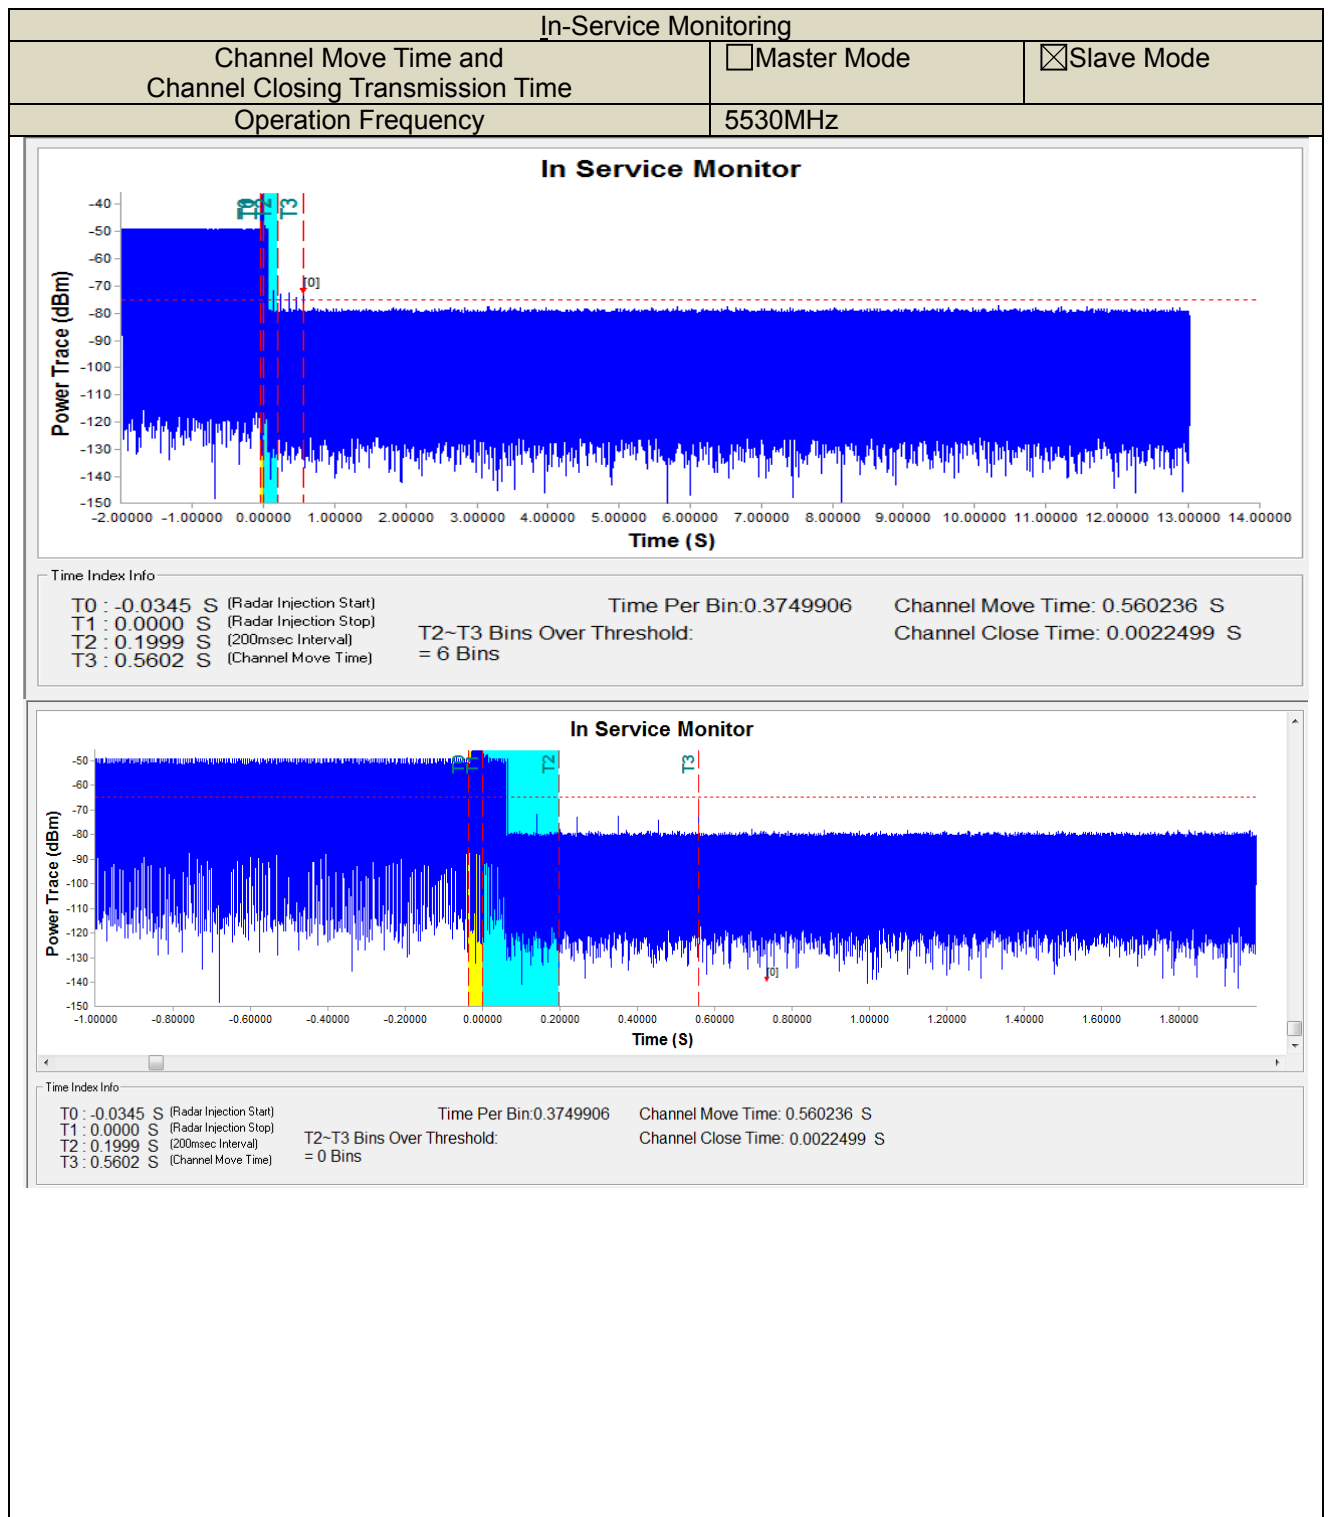 In-Service Monitoring
Channel Move Time and
Channel Closing Transmission Time
Master Mode
Slave Mode
Operation Frequency
5530MHz
In Service Monitor
T0
T2
T3
[0]
Power Trace (dBm)
-40
-50
-60
-70
-80
-90
-100
-110
-120
-130
-140
-150
-2.00000 -1.00000 0.00000 1.00000 2.00000 3.00000 4.00000 5.00000 6.00000 7.00000 8.00000 9.00000 10.00000 11.00000 12.00000 13.00000 14.00000
Time (S)
Time Index Info
T0 : -0.0345 S (Radar Injection Start)
T1 : 0.0000 S (Radar Injection Stop)
T2 : 0.1999 S (200msec Interval)
T3 : 0.5602 S (Channel Move Time)
Time Per Bin:0.3749906
T2~T3 Bins Over Threshold:
= 6 Bins
Channel Move Time: 0.560236 S
Channel Close Time: 0.0022499 S
In Service Monitor
T0
T1
T2
T3
[0]
Power Trace (dBm)
-50
-60
-70
-80
-90
-100
-110
-120
-130
-140
-150
-1.00000 -0.80000 -0.60000 -0.40000 -0.20000 0.00000 0.20000 0.40000 0.60000 0.80000 1.00000 1.20000 1.40000 1.60000 1.80000
Time (S)
Time Index Info
T0 : -0.0345 S (Radar Injection Start)
T1 : 0.0000 S (Radar Injection Stop)
T2 : 0.1999 S (200msec Interval)
T3 : 0.5602 S (Channel Move Time)
Time Per Bin:0.3749906
T2~T3 Bins Over Threshold:
= 0 Bins
Channel Move Time: 0.560236 S
Channel Close Time: 0.0022499 S